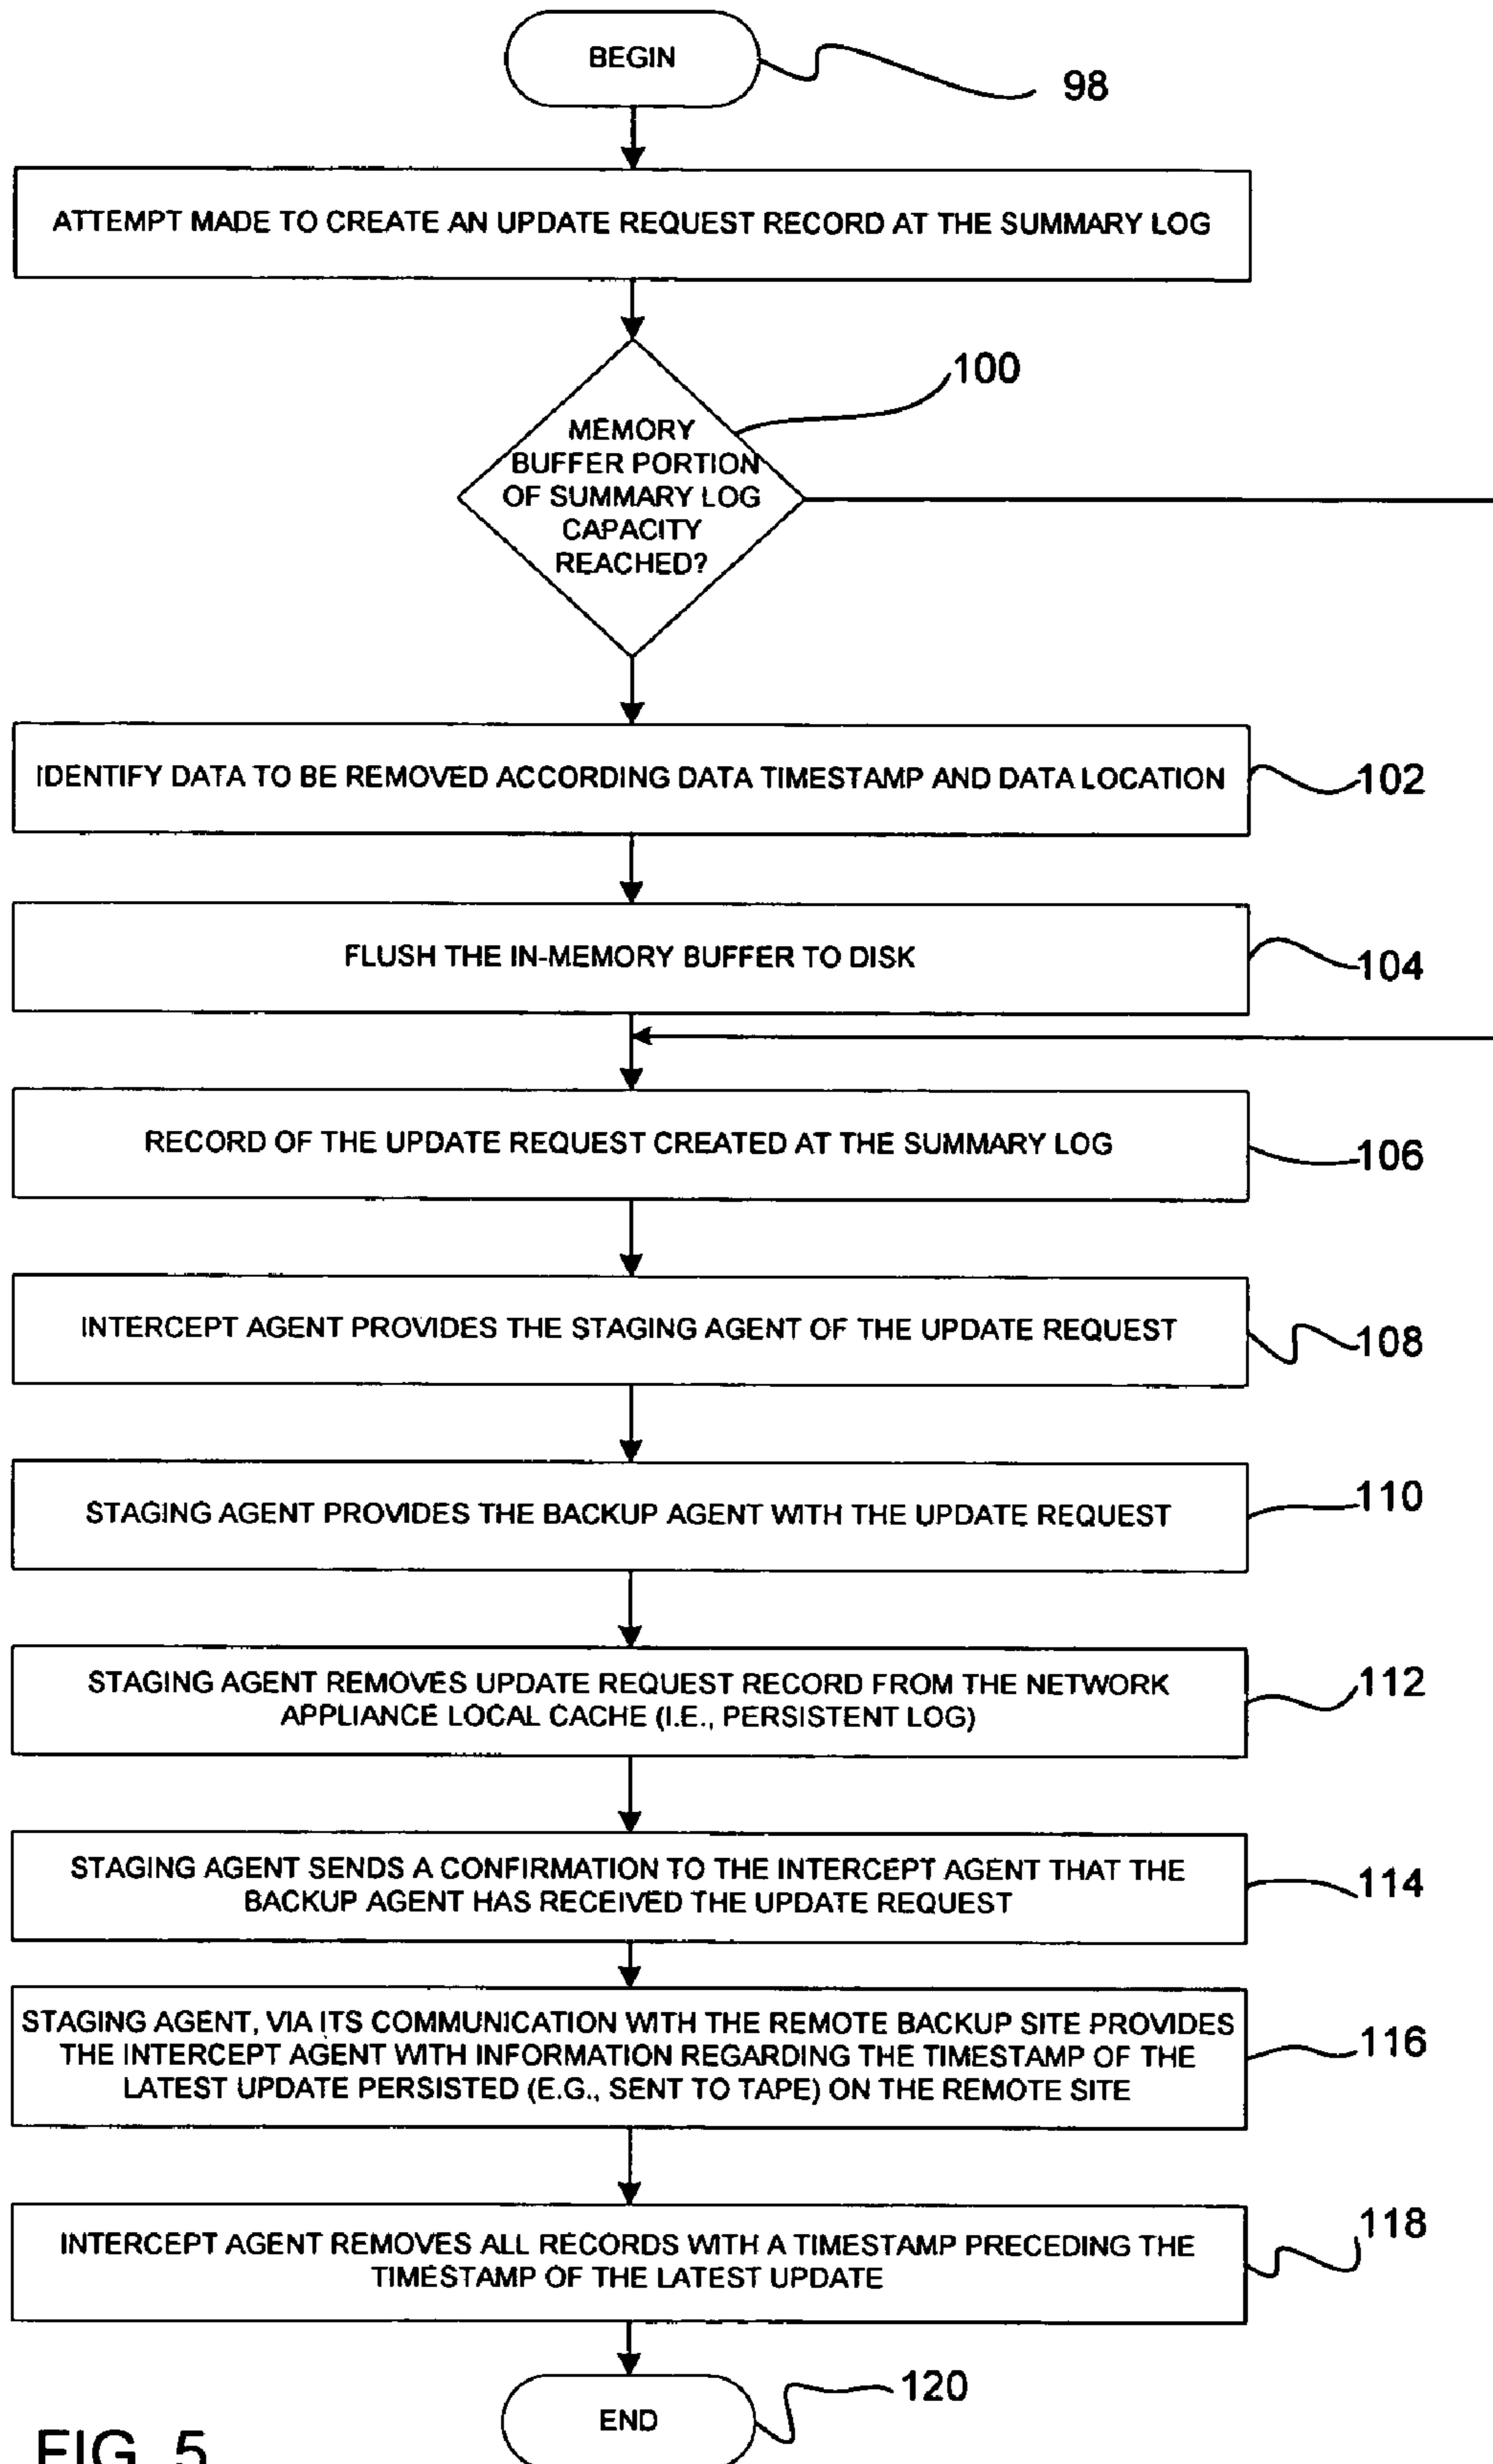 BEGIN
98
ATTEMPT MADE TO CREATE AN UPDATE REQUEST RECORD AT THE SUMMARY LOG
100
MEMORY
BUFFER PORTION
OF SUMMARY LOG
CAPACITY
REACHED?
IDENTIFY DATA TO BE REMOVED ACCORDING DATA TIMESTAMP AND DATA LOCATION
102
FLUSH THE IN-MEMORY BUFFER TO DISK
104
RECORD OF THE UPDATE REQUEST CREATED AT THE SUMMARY LOG
106
INTERCEPT AGENT PROVIDES THE STAGING AGENT OF THE UPDATE REQUEST
108
STAGING AGENT PROVIDES THE BACKUP AGENT WITH THE UPDATE REQUEST
110
STAGING AGENT REMOVES UPDATE REQUEST RECORD FROM THE NETWORK
APPLIANCE LOCAL CACHE (I.E., PERSISTENT LOG)
112
STAGING AGENT SENDS A CONFIRMATION TO THE INTERCEPT AGENT THAT THE
BACKUP AGENT HAS RECEIVED THE UPDATE REQUEST
114
STAGING AGENT, VIA ITS COMMUNICATION WITH THE REMOTE BACKUP SITE PROVIDES
THE INTERCEPT AGENT WITH INFORMATION REGARDING THE TIMESTAMP OF THE
LATEST UPDATE PERSISTED (E.G., SENT TO TAPE) ON THE REMOTE SITE
116
INTERCEPT AGENT REMOVES ALL RECORDS WITH A TIMESTAMP PRECEDING THE
TIMESTAMP OF THE LATEST UPDATE
118
END
120
FIG. 5